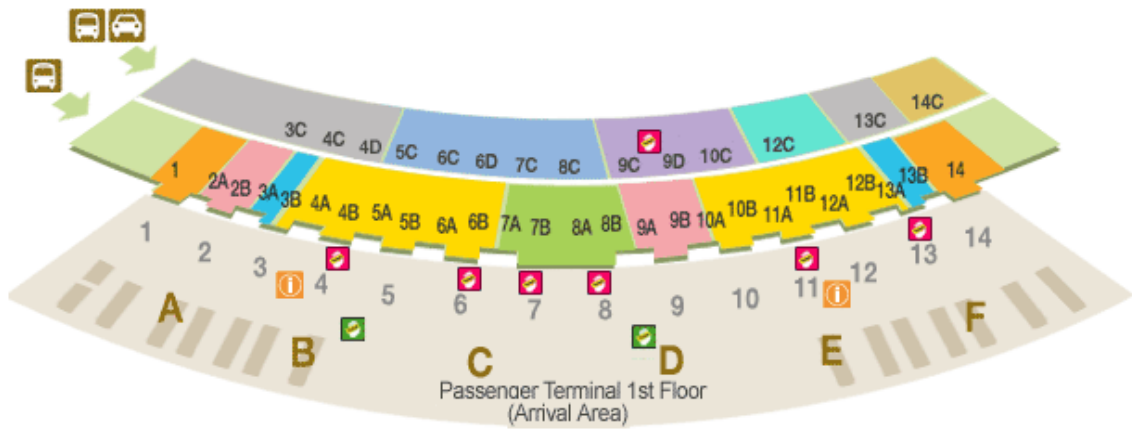 3C 4C 4D 5C 6C 6D 7C 8C 9C 9D 10C 12C 13C 14C
1 2A 2B 3A 3B 4A 4B 5A 5B 6A 6B 7A 7B 8A 8B 9A 9B 10A 10B 11A 11B 12A 12B 13A 13B 14
1 2 3 4 5 6 7 8 9 10 11 12 13 14
i i
A B C D E F
Passenger Terminal 1st Floor
(Arrival Area)